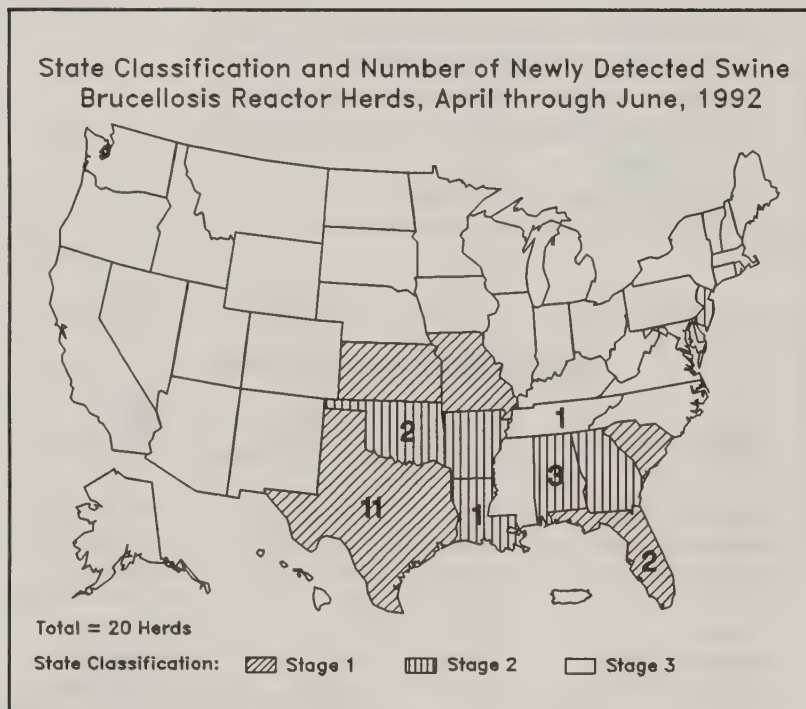 State Classification and Number of Newly Detected Swine
Brucellosis Reactor Herds, April through June, 1992
1
2
3
11
1
2
Total = 20 Herds
State Classification: Stage 1 Stage 2 Stage 3